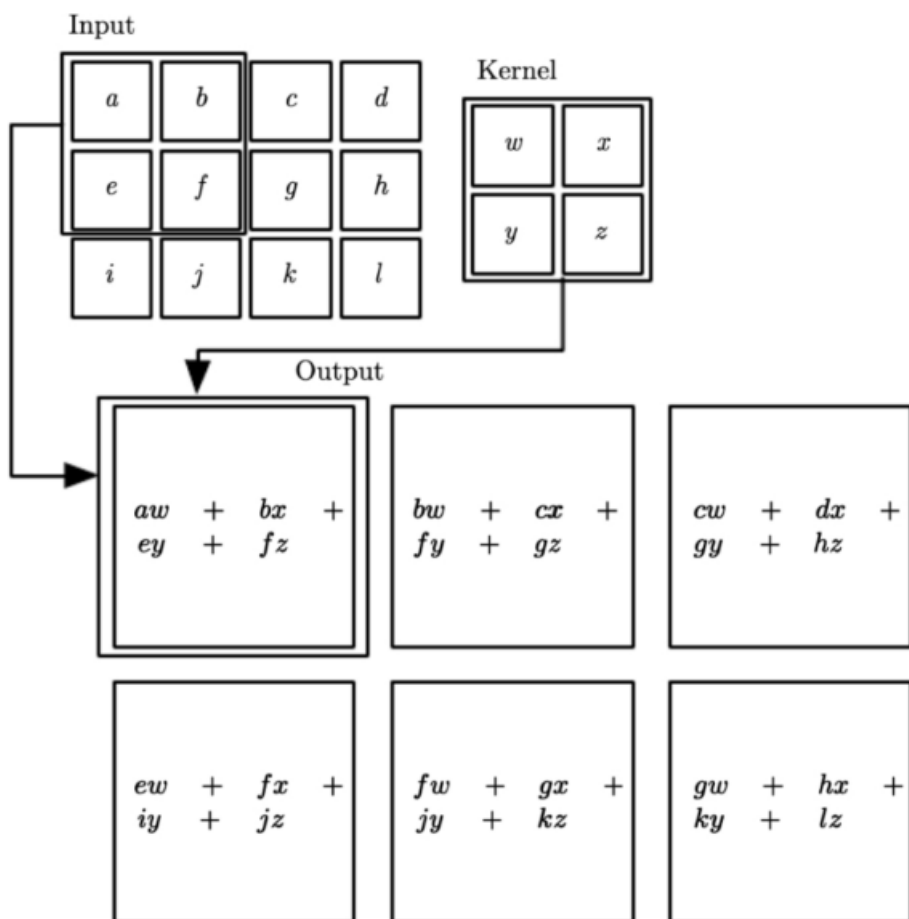 Input
Kernel
a b c d
w x
e f g h
y z
i j k l
Output
aw + bx +
ey + fz
bw + cx +
fy + gz
cw + dx +
gy + hz
ew + fx +
iy + jz
fw + gx +
jy + kz
gw + hx +
ky + lz